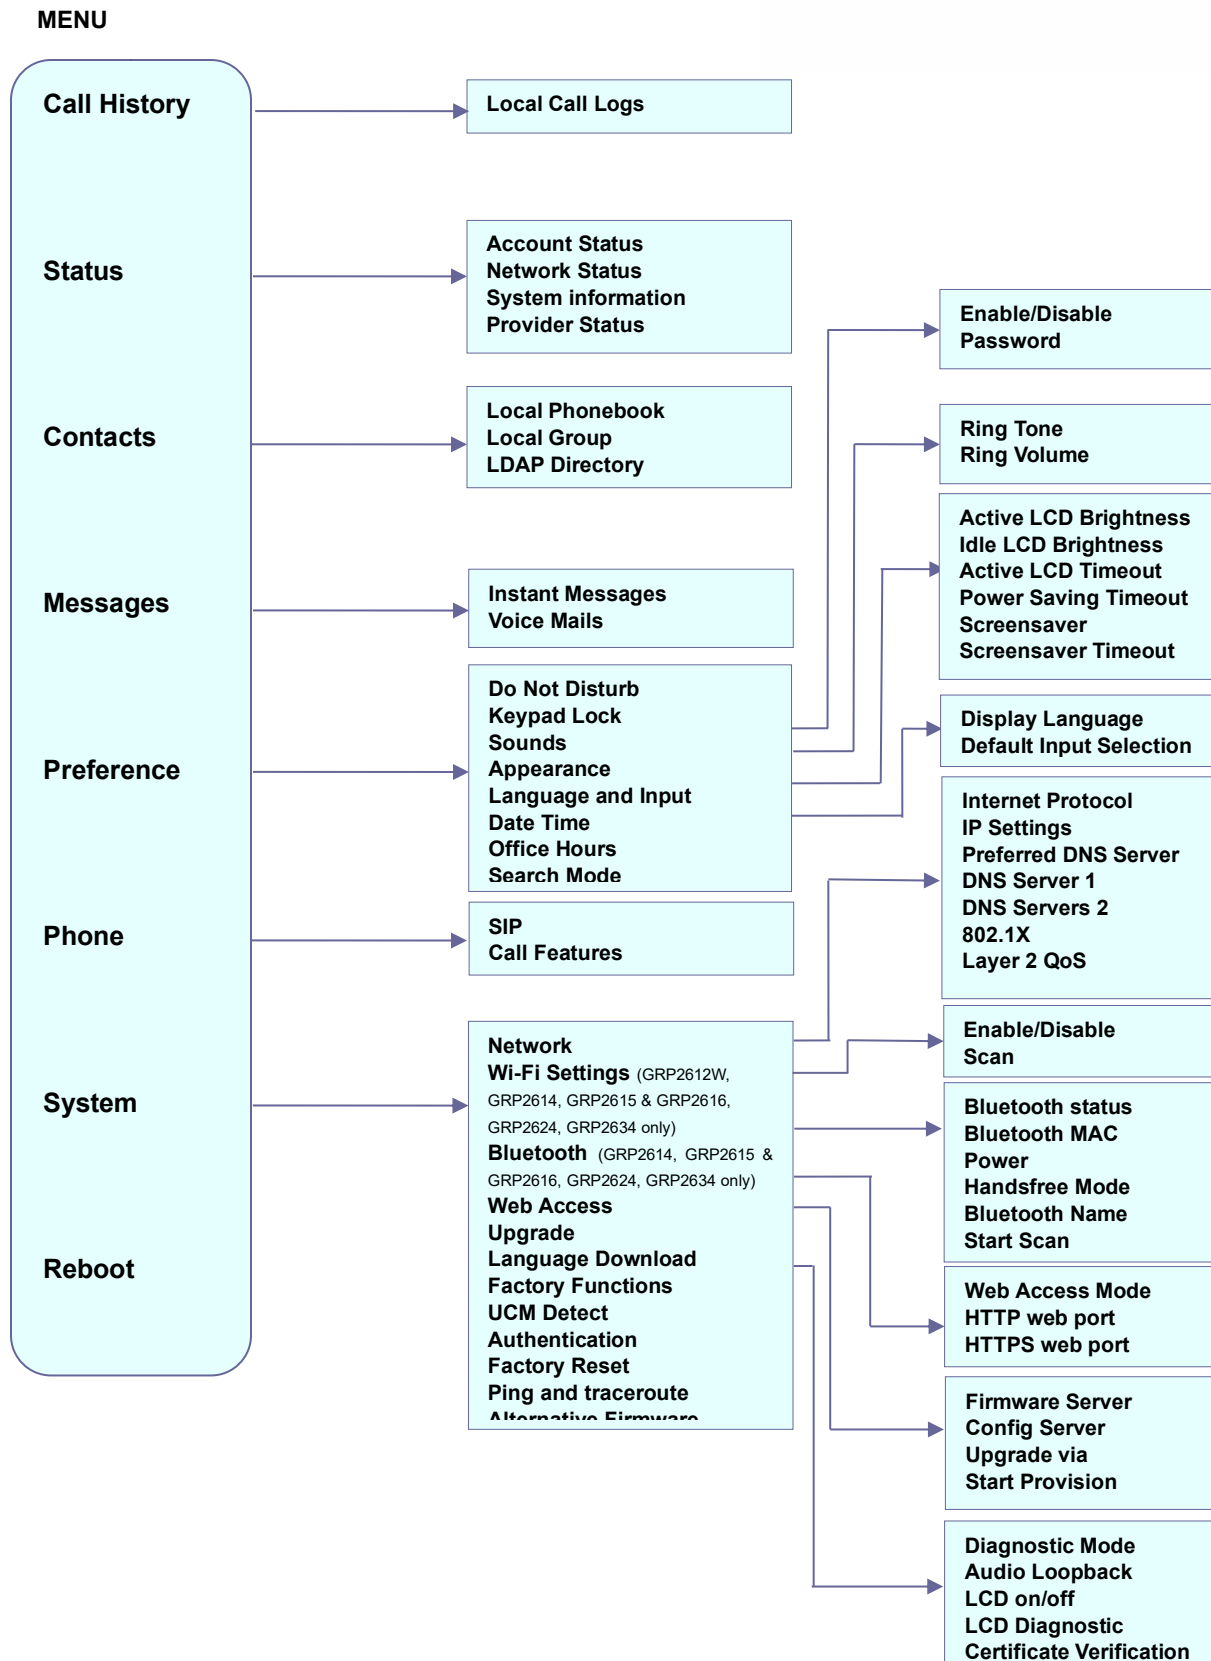 MENU
Call History
Status
Contacts
Messages
Preference
Phone
System
Reboot
Local Call Logs
Account Status
Network Status
System information
Provider Status
Local Phonebook
Local Group
LDAP Directory
Instant Messages
Voice Mails
Do Not Disturb
Keypad Lock
Sounds
Appearance
Language and Input
Date Time
Office Hours
Search Mode
SIP
Call Features
Network
Wi-Fi Settings (GRP2612W,
GRP2614, GRP2615 & GRP2616,
GRP2624, GRP2634 only)
Bluetooth (GRP2614, GRP2615 &
GRP2616, GRP2624, GRP2634 only)
Web Access
Upgrade
Language Download
Factory Functions
UCM Detect
Authentication
Factory Reset
Ping and traceroute
Alternative Firmware
Enable/Disable
Password
Ring Tone
Ring Volume
Active LCD Brightness
Idle LCD Brightness
Active LCD Timeout
Power Saving Timeout
Screensaver
Screensaver Timeout
Display Language
Default Input Selection
Internet Protocol
IP Settings
Preferred DNS Server
DNS Server 1
DNS Servers 2
802.1X
Layer 2 QoS
Enable/Disable
Scan
Bluetooth status
Bluetooth MAC
Power
Handsfree Mode
Bluetooth Name
Start Scan
Web Access Mode
HTTP web port
HTTPS web port
Firmware Server
Config Server
Upgrade via
Start Provision
Diagnostic Mode
Audio Loopback
LCD on/off
LCD Diagnostic
Certificate Verification